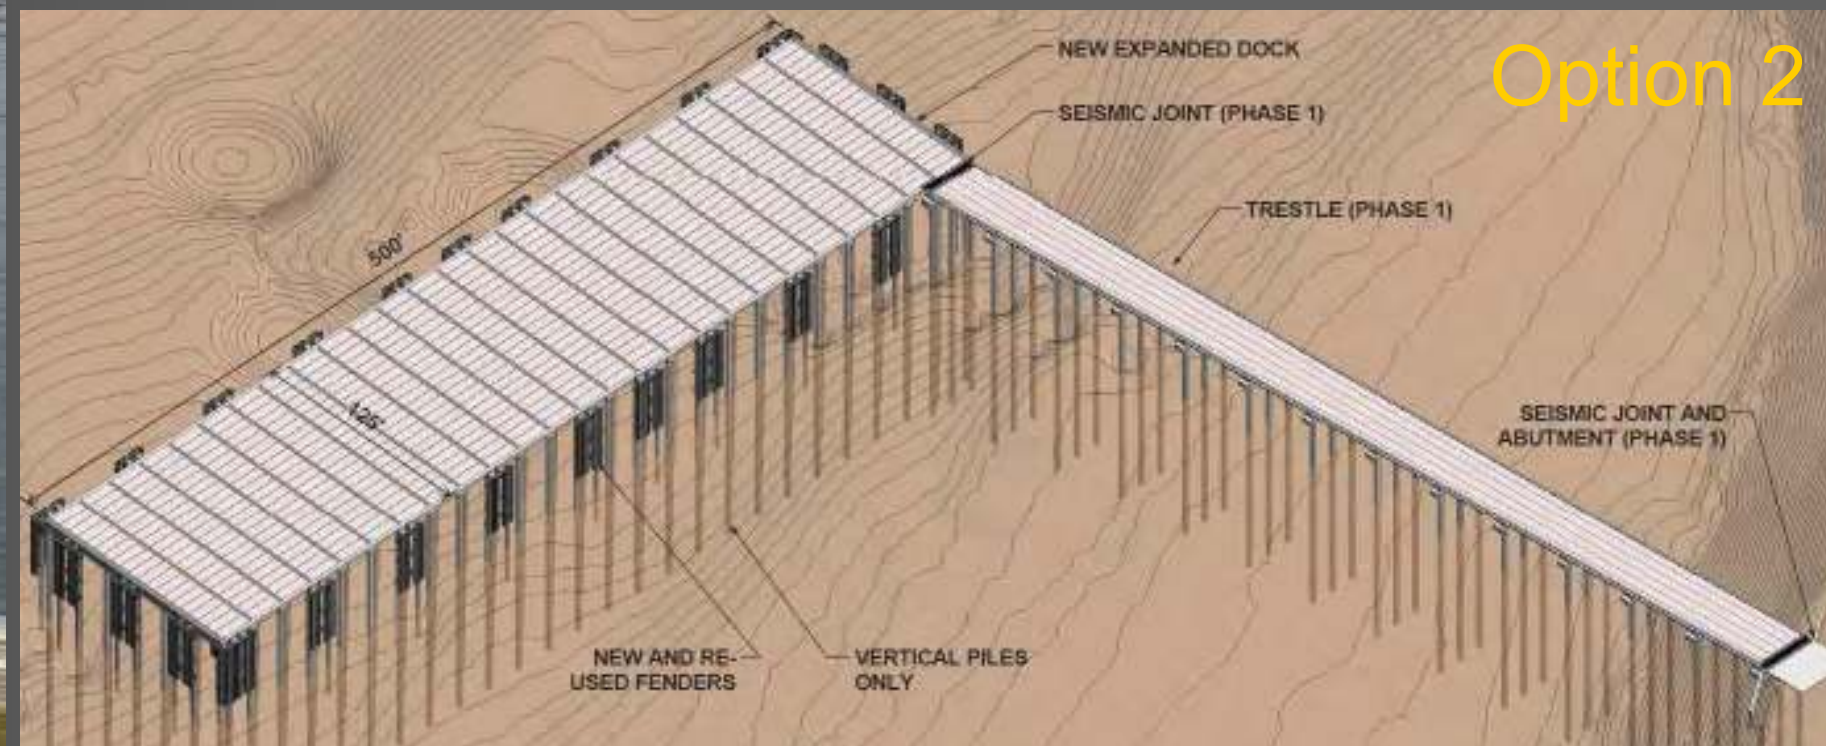 NEW EXPANDED DOCK
Option 2
SEISMIC JOINT (PHASE 1)
TRESTLE (PHASE 1)
500'
125'
SEISMIC JOINT AND
ABUTMENT (PHASE 1)
NEW AND RE-
USED FENDERS
VERTICAL PILES
ONLY